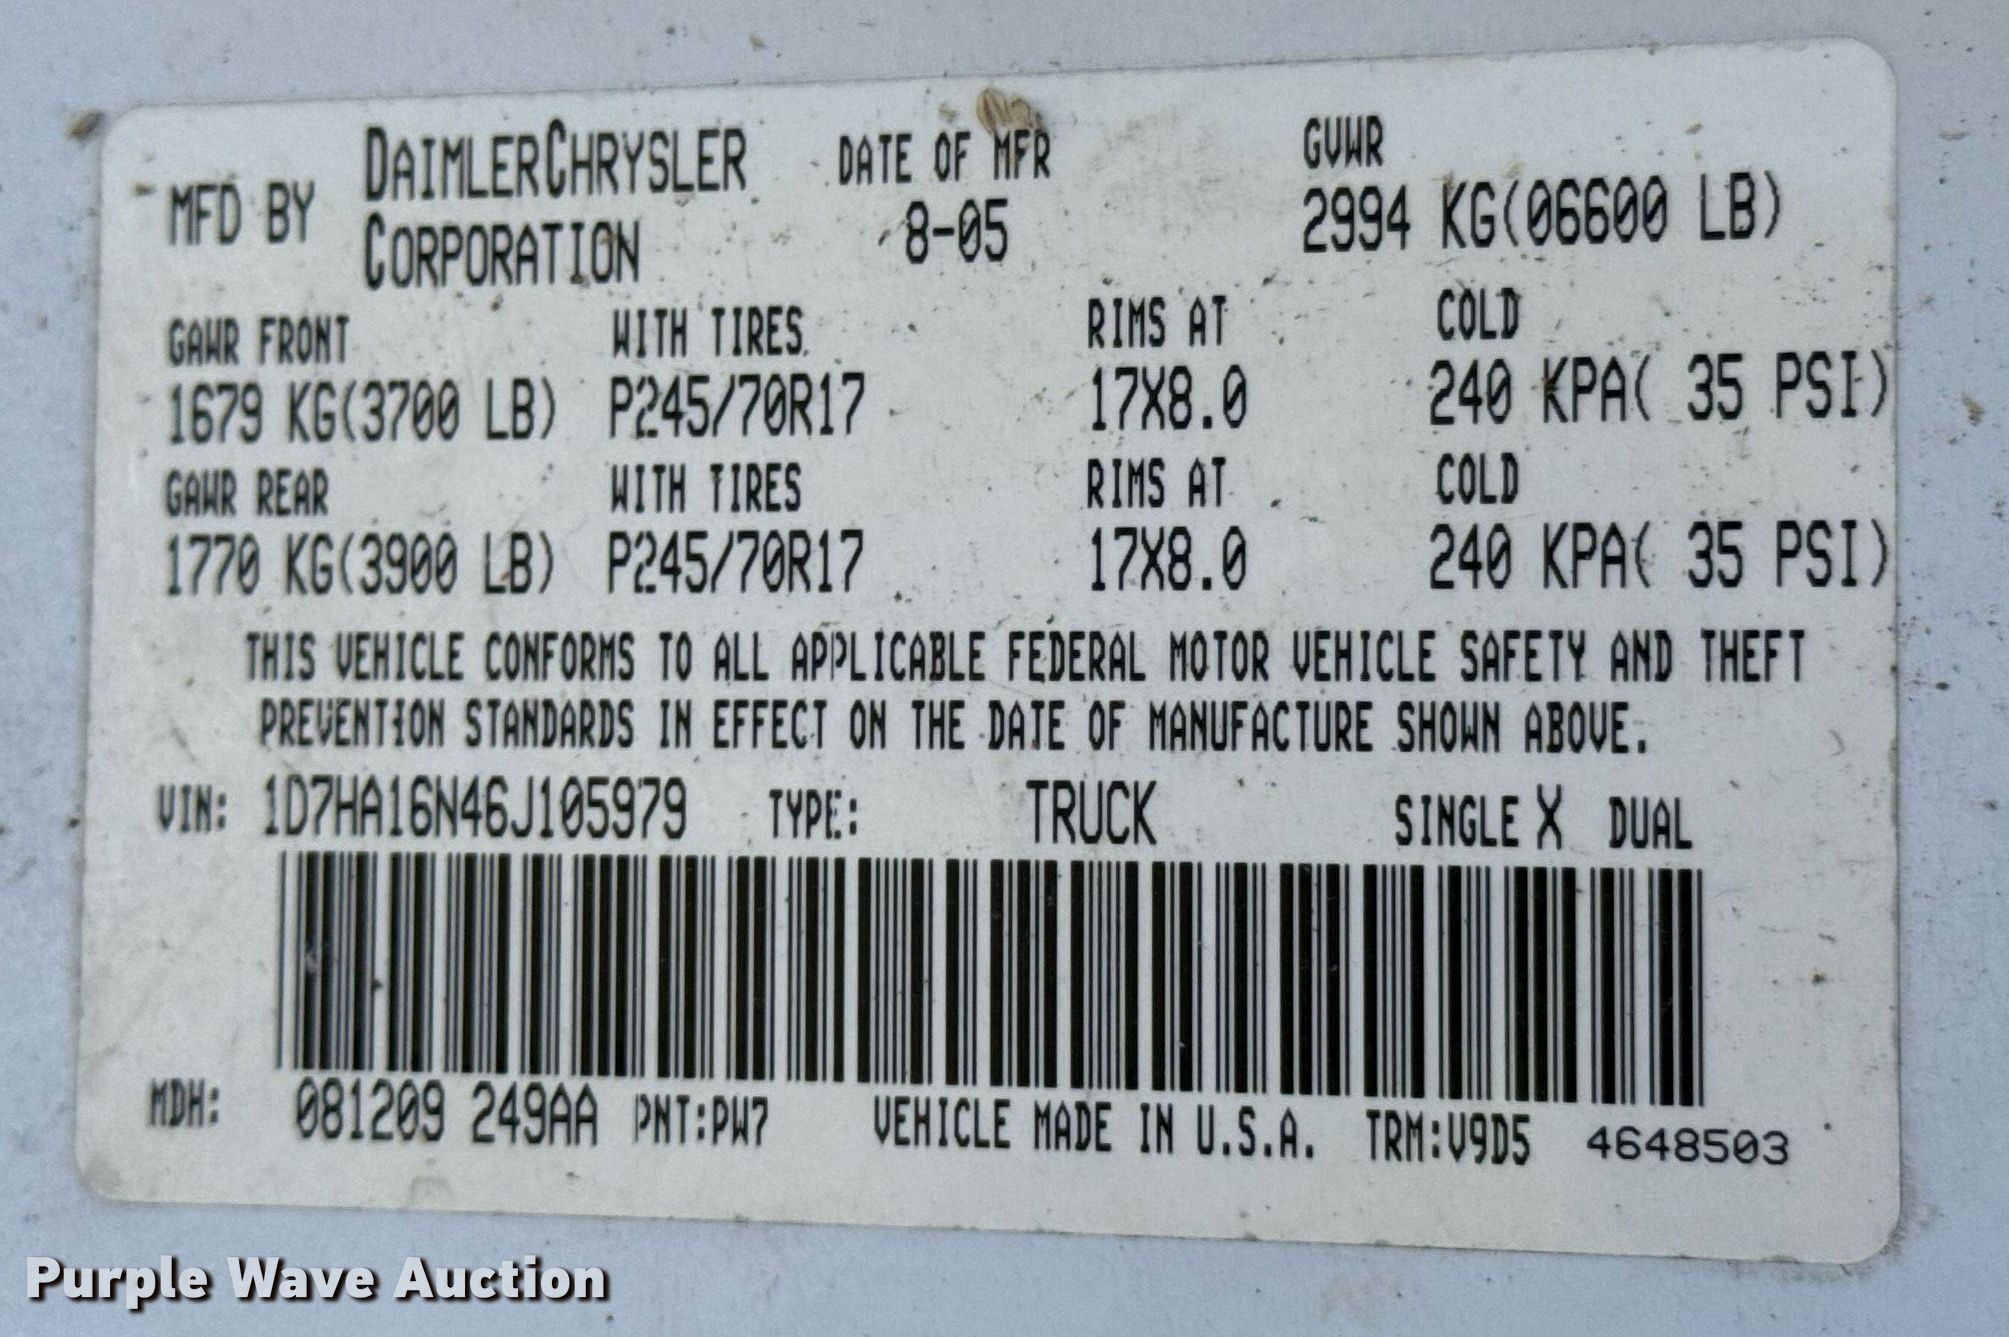 MFD BY DAIMLERCHRYSLER CORPORATION DATE OF MFR 8-05 GVWR 2994 KG(06600 LB)
GAWR FRONT WITH TIRES RIMS AT COLD
1679 KG(3700 LB) P245/70R17 17X8.0 240 KPA( 35 PSI)
GAWR REAR WITH TIRES RIMS AT COLD
1770 KG(3900 LB) P245/70R17 17X8.0 240 KPA( 35 PSI)
THIS VEHICLE CONFORMS TO ALL APPLICABLE FEDERAL MOTOR VEHICLE SAFETY AND THEFT
PREVENTION STANDARDS IN EFFECT ON THE DATE OF MANUFACTURE SHOWN ABOVE.
VIN: 1D7HA16N46J105979 TYPE: TRUCK SINGLE X DUAL
MDH: 081209 249AA PNT:PW7 VEHICLE MADE IN U.S.A. TRM:V9D5 4648503
Purple Wave Auction